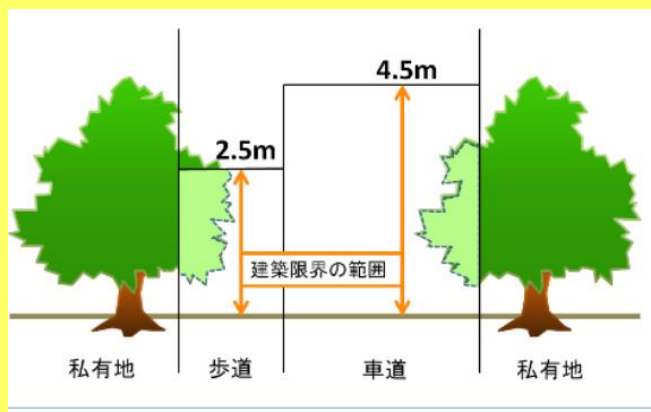 4.5m
2.5m
建築限界の範囲
私有地
歩道
車道
私有地